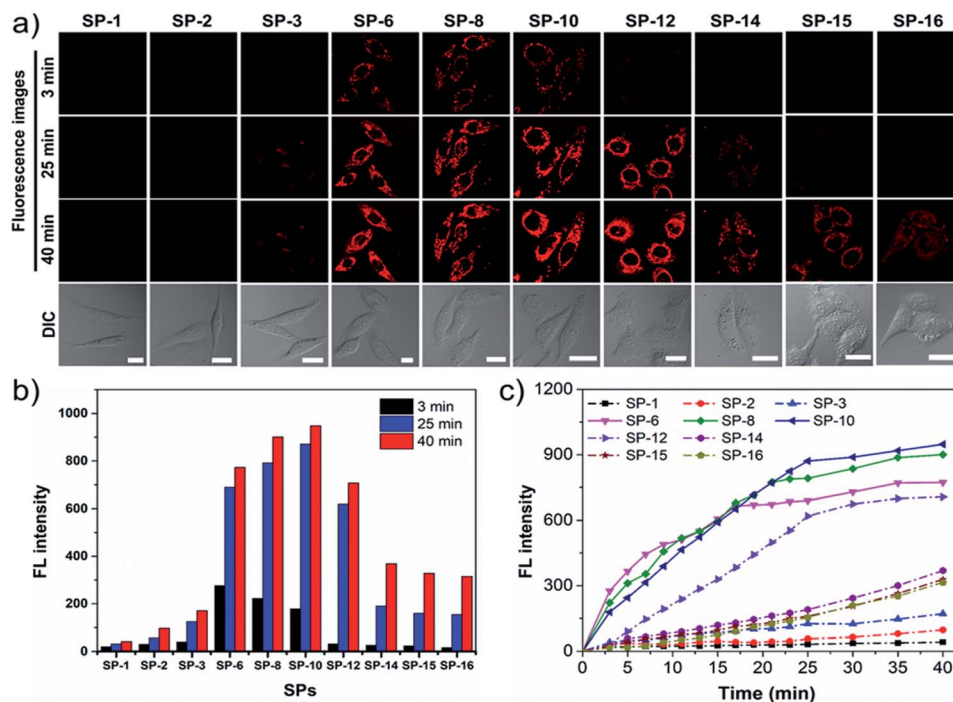 a)
SP-1 SP-2 SP-3 SP-6 SP-8 SP-10 SP-12 SP-14 SP-15 SP-16
Fluorescence images
3 min
25 min
40 min
DIC
b)
1000
800
600
400
200
0
FL intensity
3 min
25 min
40 min
SP-1 SP-2 SP-3 SP-6 SP-8 SP-10 SP-12 SP-14 SP-15 SP-16
SPs
c)
1200
900
600
300
0
FL intensity
SP-1 SP-2 SP-3
SP-6 SP-8 SP-10
SP-12 SP-14
SP-15 SP-16
0 5 10 15 20 25 30 35 40
Time (min)